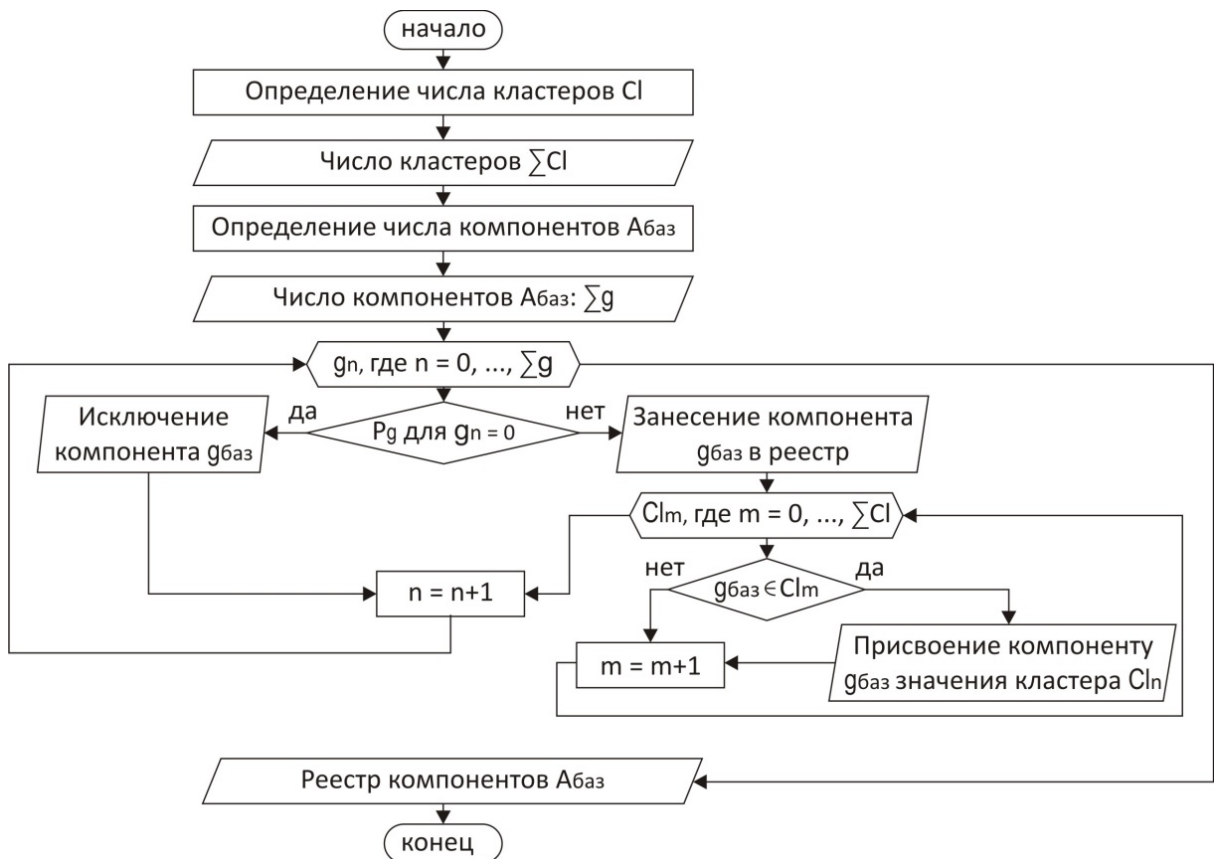 начало
Определение числа кластеров Cl
Число кластеров ∑Cl
Определение числа компонентов Aбаз
Число компонентов Aбаз: ∑g
gn, где n = 0, ..., ∑g
да
Pg для gn = 0
нет
Исключение
компонента gбаз
Занесение компонента
gбаз в реестр
Clm, где m = 0, ..., ∑Cl
нет
gбаз ∈ Clm
да
n = n+1
m = m+1
Присвоение компоненту
gбаз значения кластера Cln
Реестр компонентов Aбаз
конец